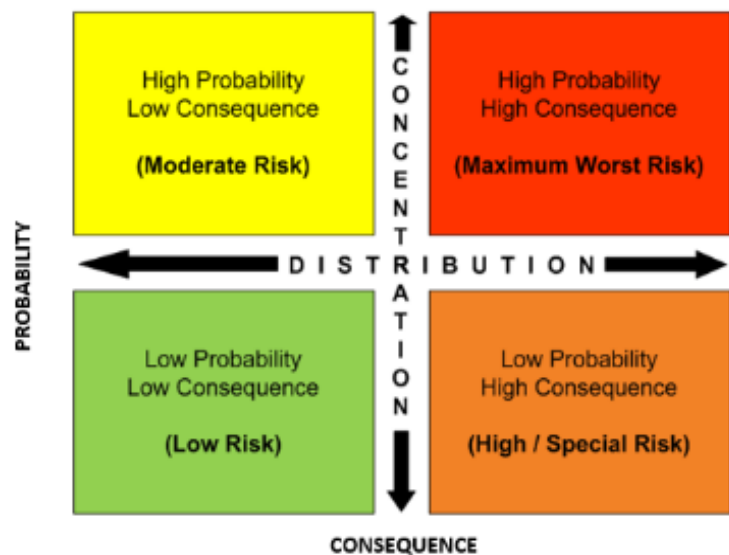 High Probability
Low Consequence
(Moderate Risk)
High Probability
High Consequence
(Maximum Worst Risk)
CONCENTRATION
DISTRIBUTION
PROBABILITY
Low Probability
Low Consequence
(Low Risk)
Low Probability
High Consequence
(High / Special Risk)
CONSEQUENCE